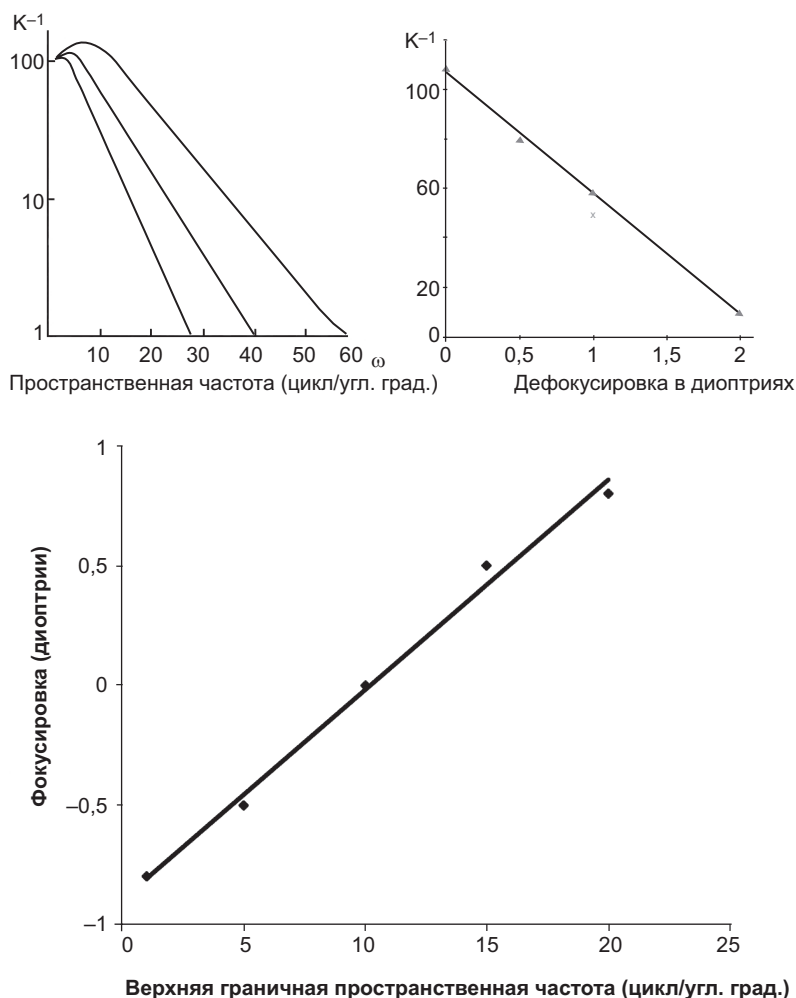 K–1
100
10
1
10 20 30 40 50 60 ω
Пространственная частота (цикл/угл. град.)
K–1
100
60
20
0
0 0,5 1 1,5 2
x
Дефокусировка в диоптриях
Фокусировка (диоптрии)
1
0,5
0
–0,5
–1
0 5 10 15 20 25
Верхняя граничная пространственная частота (цикл/угл. град.)